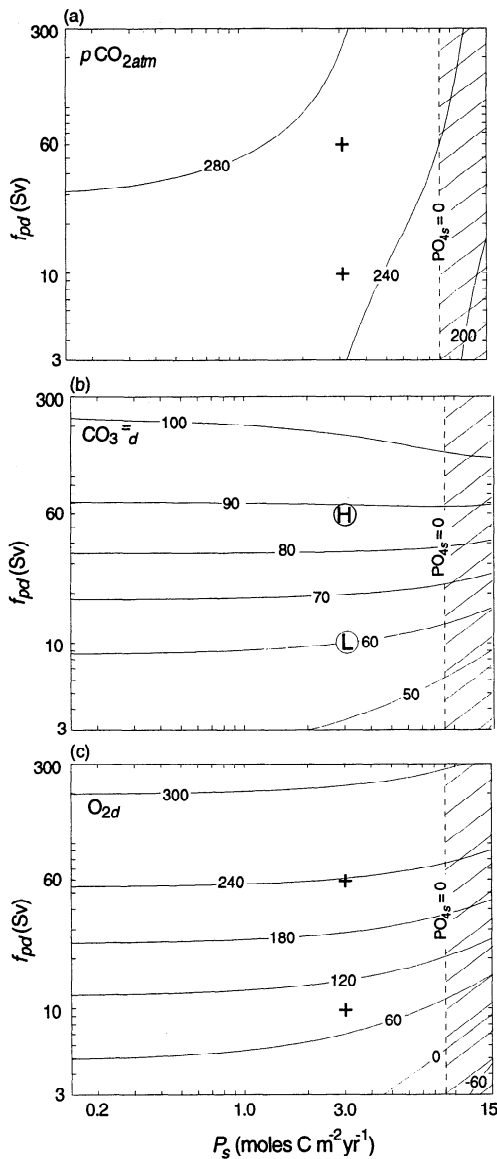 (a)
300
pCO2atm
60
280
fpd (Sv)
PO4s = 0
10
240
200
3
(b)
300
100
CO3=d
90
60
H
80
fpd (Sv)
PO4s = 0
70
10
L
60
50
3
(c)
300
300
O2d
60
240
fpd (Sv)
PO4s = 0
180
120
10
60
0
-60
3
0.2
1.0
3.0
15
Ps (moles C m-2yr-1)